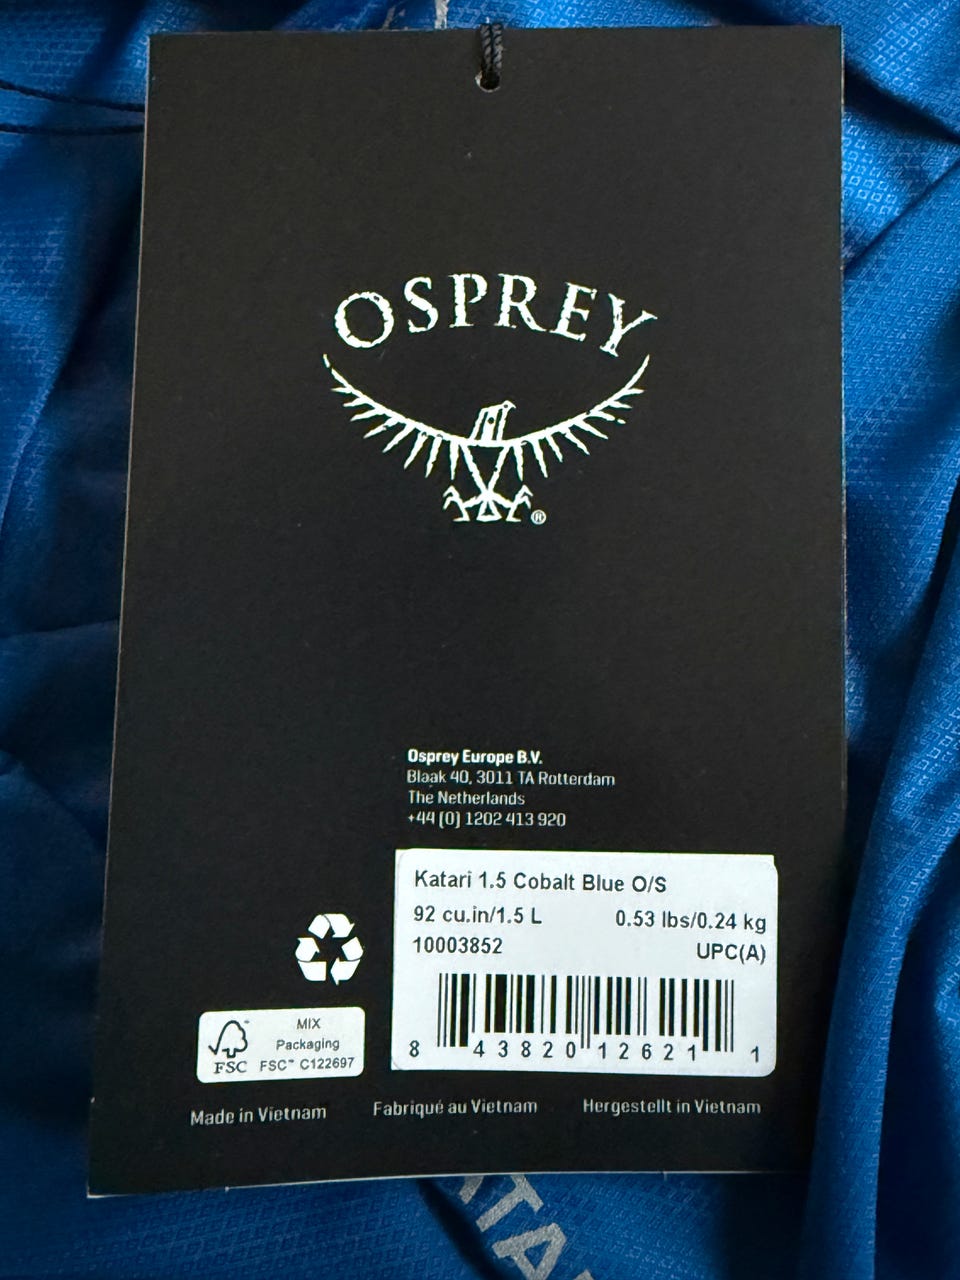 OSPREY
®
Osprey Europe B.V.
Blaak 40, 3011 TA Rotterdam
The Netherlands
+44 (0) 1202 413 920
Katari 1.5 Cobalt Blue O/S
92 cu.in/1.5 L 0.53 lbs/0.24 kg
10003852 UPC(A)
8 43820 12621 1
MIX
Packaging
FSC FSC™ C122697
Made in Vietnam Fabriqué au Vietnam Hergestellt in Vietnam